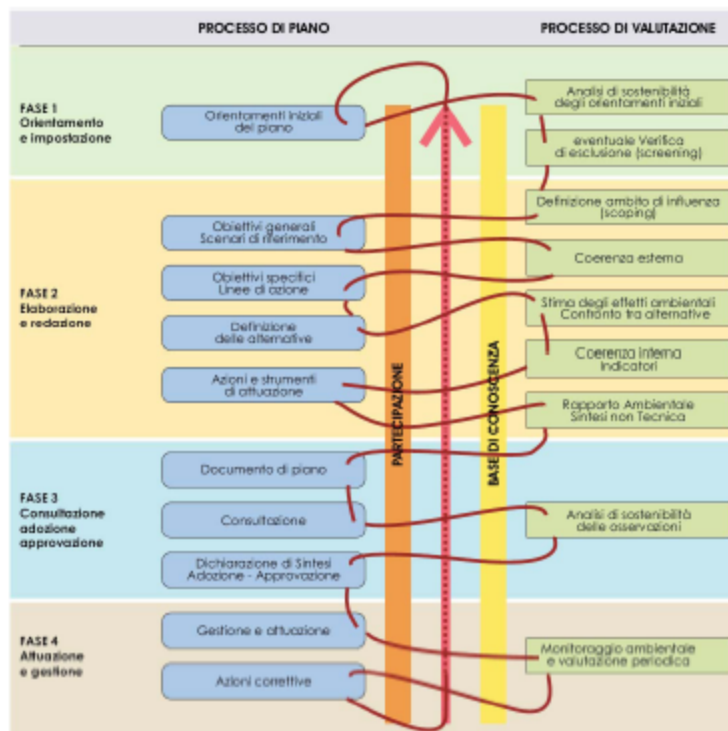 PROCESSO DI PIANO
PROCESSO DI VALUTAZIONE
FASE 1
Orientamento
e impostazione
Orientamenti iniziali
del piano
Analisi di sostenibilità
degli orientamenti iniziali
eventuale Verifica
di esclusione (screening)
FASE 2
Elaborazione
e redazione
Definizione ambito di influenza
(scoping)
Obiettivi generali
Scenari di riferimento
Coerenza esterna
Obiettivi specifici
Linee di azione
Stima degli effetti ambientali
Confronto tra alternative
Definizione
delle alternative
Coerenza interna
Indicatori
Azioni e strumenti
di attuazione
Rapporto Ambientale
Sintesi non Tecnica
PARTECIPAZIONE
BASE DI CONOSCENZA
FASE 3
Consultazione
adozione
approvazione
Documento di piano
Consultazione
Analisi di sostenibilità
delle osservazioni
Dichiarazione di Sintesi
Adozione - Approvazione
FASE 4
Attuazione
e gestione
Gestione e attuazione
Monitoraggio ambientale
e valutazione periodica
Azioni correttive